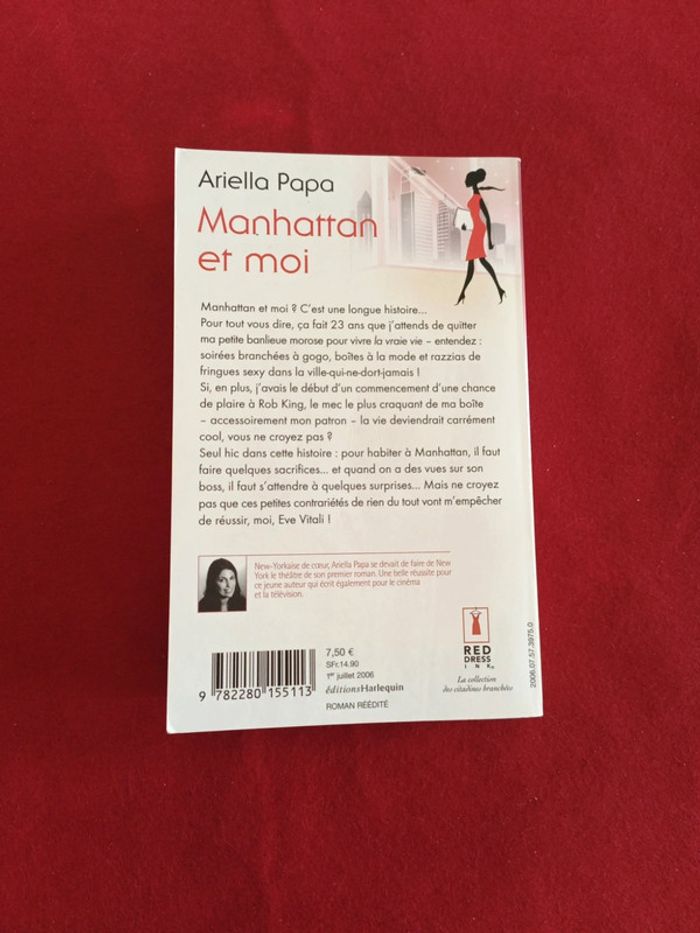 Ariella Papa
Manhattan
et moi
Manhattan et moi ? C'est une longue histoire...
Pour tout vous dire, ça fait 23 ans que j'attends de quitter
ma petite banlieue morose pour vivre la vraie vie – entendez :
soirées branchées à gogo, boîtes à la mode et razzias de
fringues sexy dans la ville-qui-ne-dort-jamais !
Si, en plus, j'avais le début d'un commencement d'une chance
de plaire à Rob King, le mec le plus craquant de ma boîte
– accessoirement mon patron – la vie deviendrait carrément
cool, vous ne croyez pas ?
Seul hic dans cette histoire : pour habiter à Manhattan, il faut
faire quelques sacrifices... et quand on a des vues sur son
boss, il faut s'attendre à quelques surprises... Mais ne croyez
pas que ces petites contrariétés de rien du tout vont m'empêcher
de réussir, moi, Eve Vitali !
New-Yorkaise de cœur, Ariella Papa se devait de faire de New
York le théâtre de son premier roman. Une belle réussite pour
ce jeune auteur qui écrit également pour le cinéma
et la télévision.
7,50 €
SFr.14.90
1er juillet 2006
éditionsHarlequin
ROMAN RÉÉDITÉ
9 782280 155113
RED
DRESS
INK®
La collection
des citadines branchées
2006.07.57.3975.0